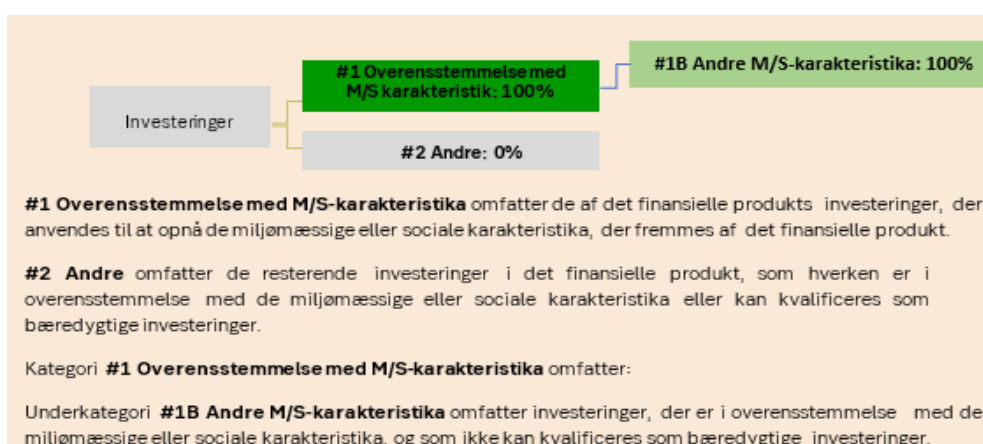 #1B Andre M/S-karakteristika: 100%
#1 Overensstemmelse med
M/S karakteristik: 100%
Investeringer
#2 Andre: 0%
#1 Overensstemmelse med M/S-karakteristika omfatter de af det finansielle produkts investeringer, der
anvendes til at opnå de miljømæssige eller sociale karakteristika, der fremmes af det finansielle produkt.
#2 Andre omfatter de resterende investeringer i det finansielle produkt, som hverken er i
overensstemmelse med de miljømæssige eller sociale karakteristika eller kan kvalificeres som
bæredygtige investeringer.
Kategori #1 Overensstemmelse med M/S-karakteristika omfatter:
Underkategori #1B Andre M/S-karakteristika omfatter investeringer, der er i overensstemmelse med de
miljømæssige eller sociale karakteristika, og som ikke kan kvalificeres som bæredygtige investeringer.